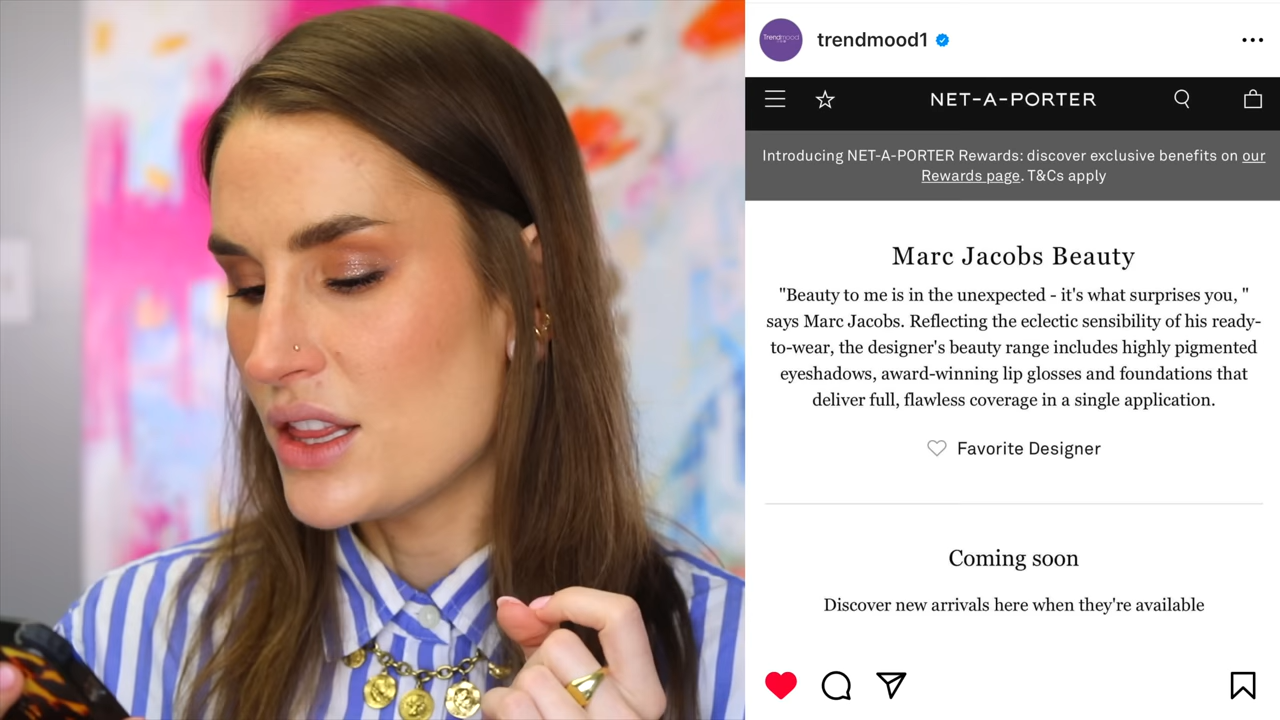 trendmood1
Trendmood
NET-A-PORTER
Introducing NET-A-PORTER Rewards: discover exclusive benefits on our
Rewards page. T&Cs apply
Marc Jacobs Beauty
"Beauty to me is in the unexpected - it's what surprises you, "
says Marc Jacobs. Reflecting the eclectic sensibility of his ready-
to-wear, the designer's beauty range includes highly pigmented
eyeshadows, award-winning lip glosses and foundations that
deliver full, flawless coverage in a single application.
Favorite Designer
Coming soon
Discover new arrivals here when they're available